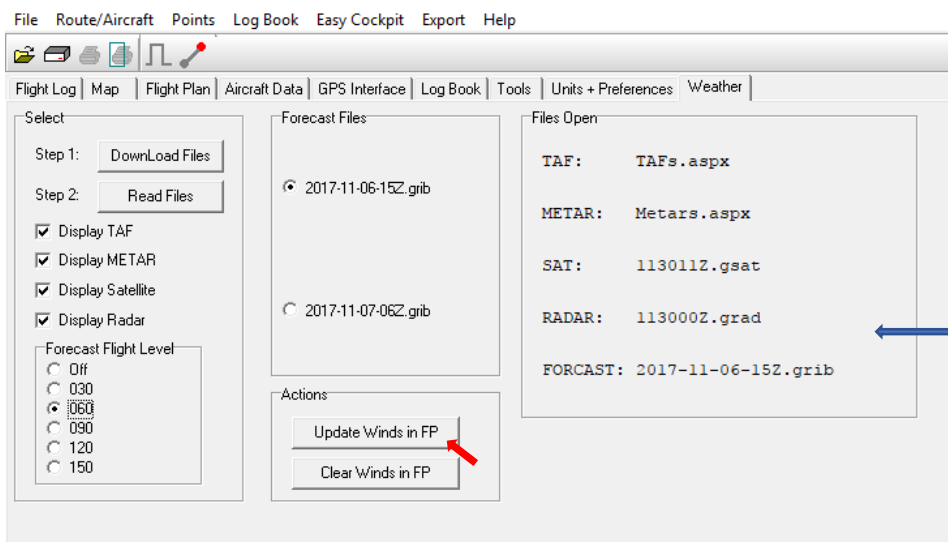 File Route/Aircraft Points Log Book Easy Cockpit Export Help
Flight Log Map Flight Plan Aircraft Data GPS Interface Log Book Tools Units + Preferences Weather
Select
Step 1: DownLoad Files
Step 2: Read Files
Display TAF
Display METAR
Display Satellite
Display Radar
Forecast Flight Level
Off
030
060
090
120
150
Forecast Files
2017-11-06-15Z.grib
2017-11-07-06Z.grib
Actions
Update Winds in FP
Clear Winds in FP
Files Open
TAF: TAFs.aspx
METAR: Metars.aspx
SAT: 113011Z.gsat
RADAR: 113000Z.grad
FORCAST: 2017-11-06-15Z.grib